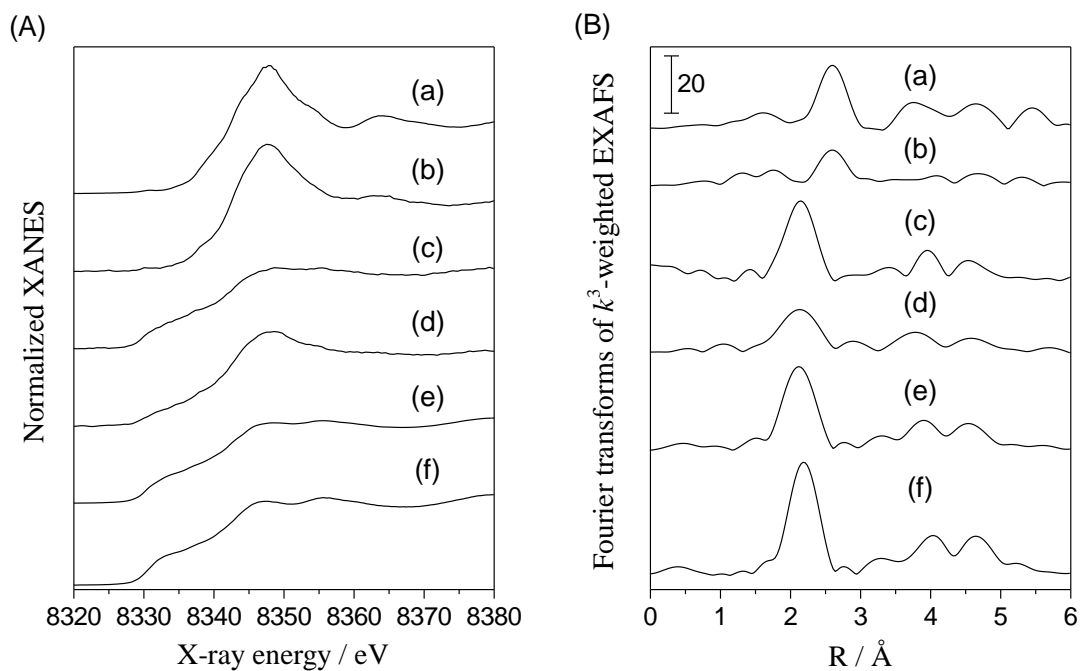 (A)
(a)
(b)
(c)
(d)
(e)
(f)
Normalized XANES
8320 8330 8340 8350 8360 8370 8380
X-ray energy / eV
(B)
20
(a)
(b)
(c)
(d)
(e)
(f)
Fourier transforms of k³-weighted EXAFS
0 1 2 3 4 5 6
R / Å